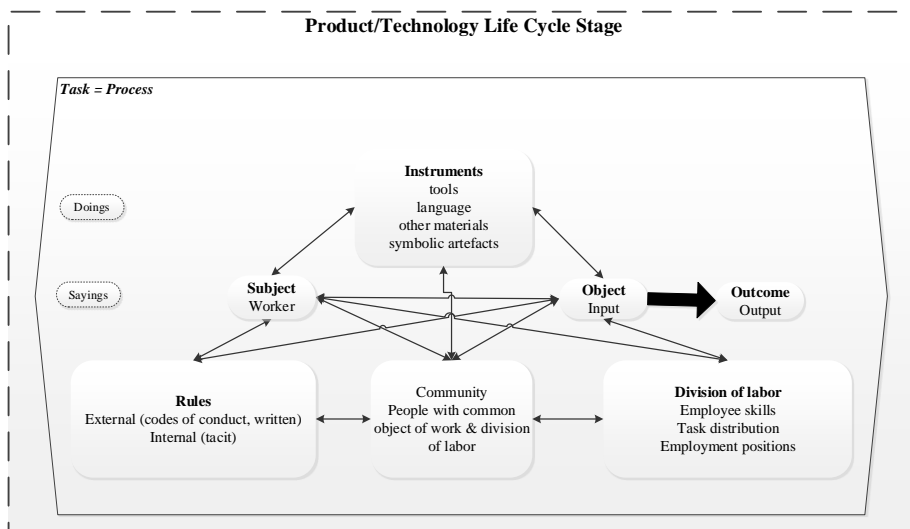 Product/Technology Life Cycle Stage
Task = Process
Instruments
tools
language
other materials
symbolic artefacts
Doings
Sayings
Subject
Worker
Object
Input
Outcome
Output
Rules
External (codes of conduct, written)
Internal (tacit)
Community
People with common
object of work & division
of labor
Division of labor
Employee skills
Task distribution
Employment positions